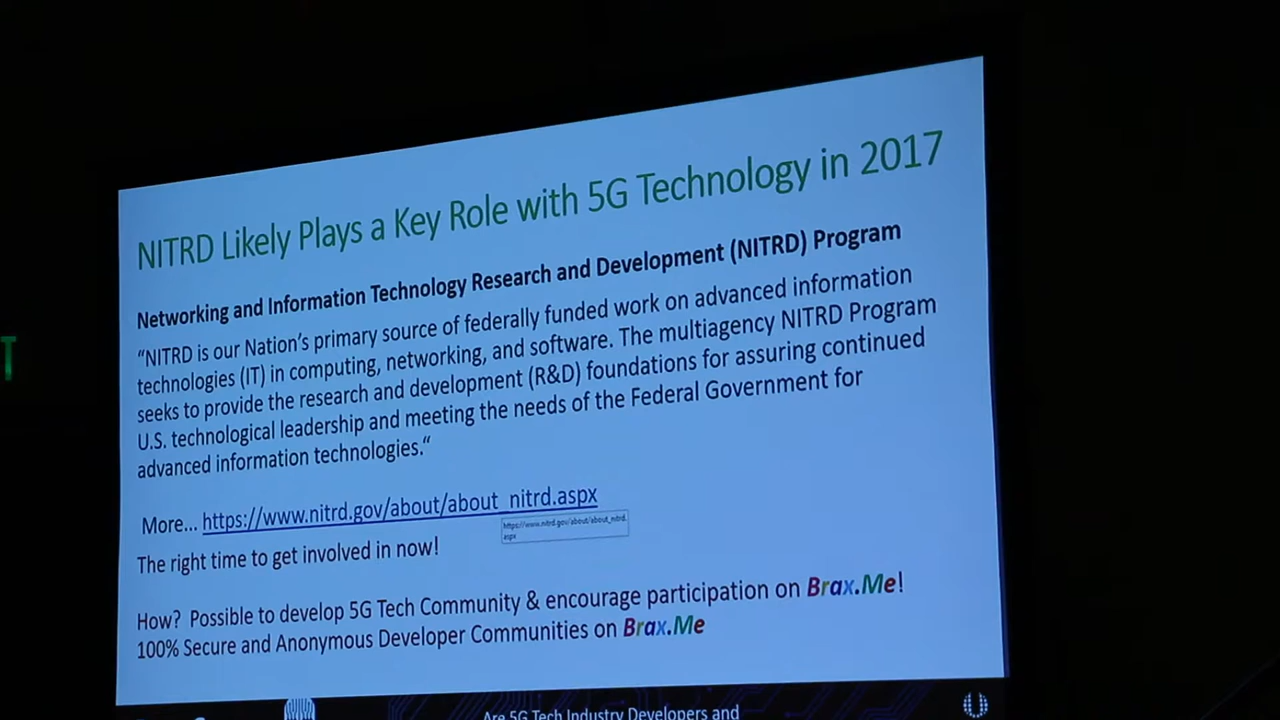 NITRD Likely Plays a Key Role with 5G Technology in 2017
Networking and Information Technology Research and Development (NITRD) Program
“NITRD is our Nation’s primary source of federally funded work on advanced information
technologies (IT) in computing, networking, and software. The multiagency NITRD Program
seeks to provide the research and development (R&D) foundations for assuring continued
U.S. technological leadership and meeting the needs of the Federal Government for
advanced information technologies.“
More... https://www.nitrd.gov/about/about_nitrd.aspx
https://www.nitrd.gov/about/about_nitrd.
aspx
The right time to get involved in now!
How? Possible to develop 5G Tech Community & encourage participation on Brax.Me!
100% Secure and Anonymous Developer Communities on Brax.Me
Are 5G Tech Industry Developers and
T